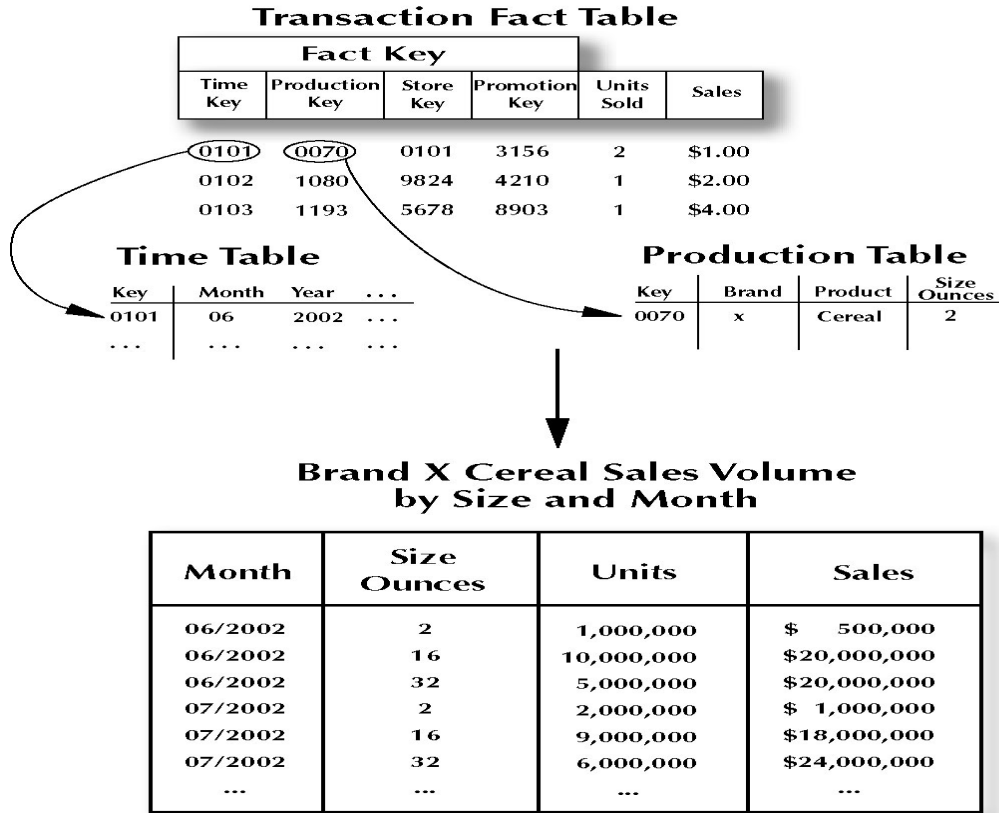 Transaction Fact Table
Fact Key
Time Key Production Key Store Key Promotion Key Units Sold Sales
0101 0070 0101 3156 2 $1.00
0102 1080 9824 4210 1 $2.00
0103 1193 5678 8903 1 $4.00
Time Table
Key Month Year ...
0101 06 2002 ...
... ... ... ...
Production Table
Key Brand Product Size Ounces
0070 x Cereal 2
Brand X Cereal Sales Volume
by Size and Month
Month Size Ounces Units Sales
06/2002 2 1,000,000 $ 500,000
06/2002 16 10,000,000 $20,000,000
06/2002 32 5,000,000 $20,000,000
07/2002 2 2,000,000 $ 1,000,000
07/2002 16 9,000,000 $18,000,000
07/2002 32 6,000,000 $24,000,000
... ... ... ...